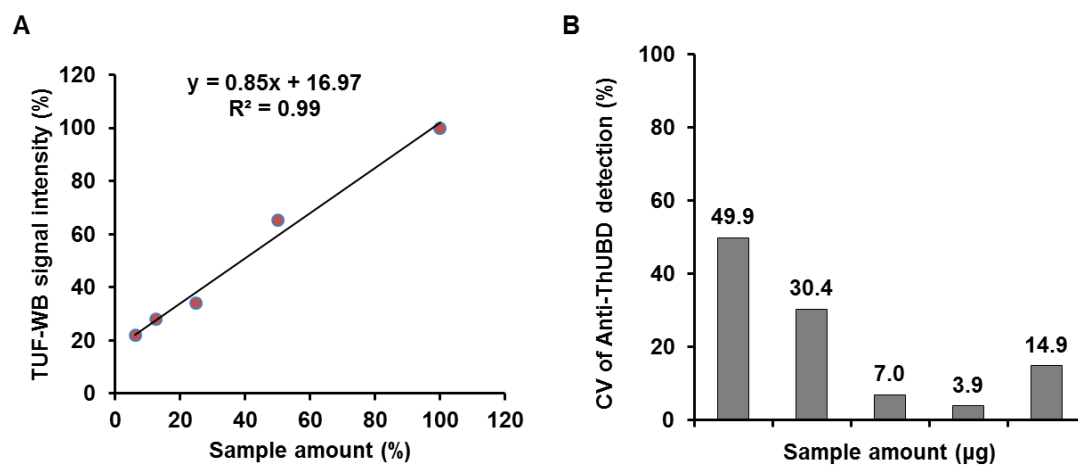 A
y = 0.85x + 16.97
R² = 0.99
TUF-WB signal intensity (%)
120
100
80
60
40
20
0
0 20 40 60 80 100 120
Sample amount (%)
B
CV of Anti-ThUBD detection (%)
100
80
60
40
20
0
49.9
30.4
7.0
3.9
14.9
Sample amount (µg)